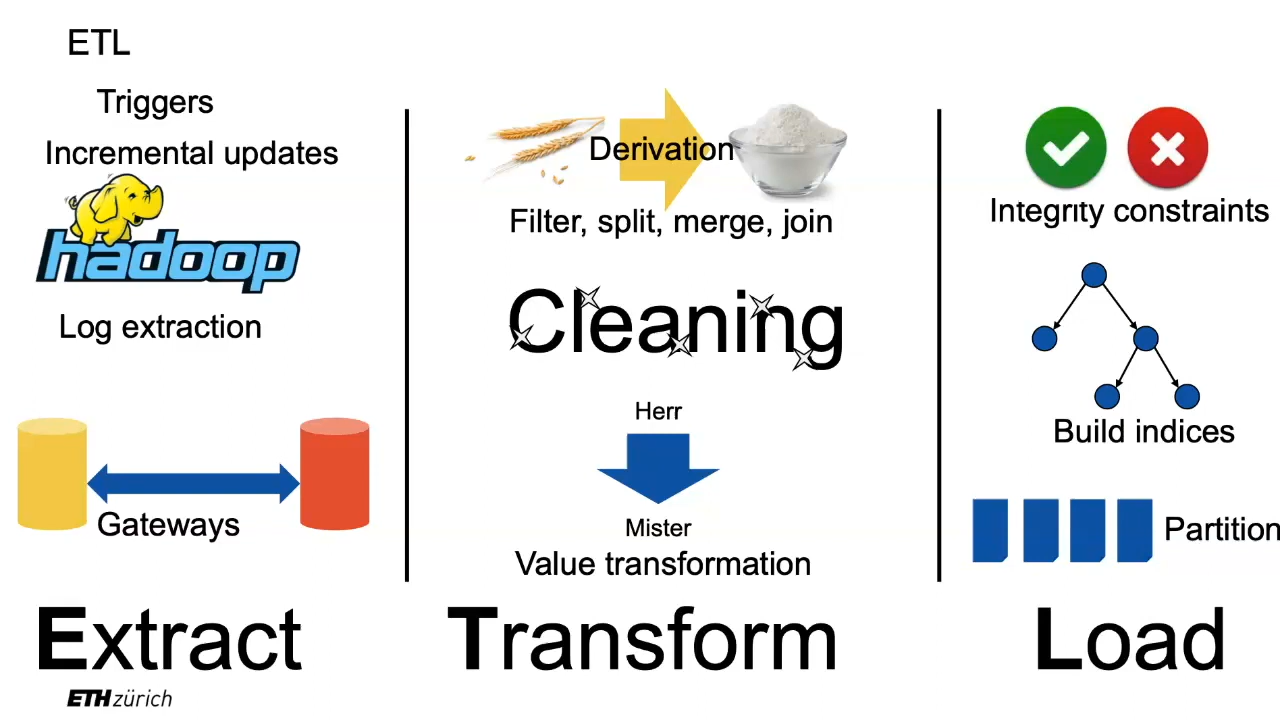 ETL
Triggers
Incremental updates
hadoop
Log extraction
Gateways
Extract
Derivation
Filter, split, merge, join
Cleaning
Herr
Mister
Value transformation
Transform
Integrity constraints
Build indices
Partition
Load
ETH zürich